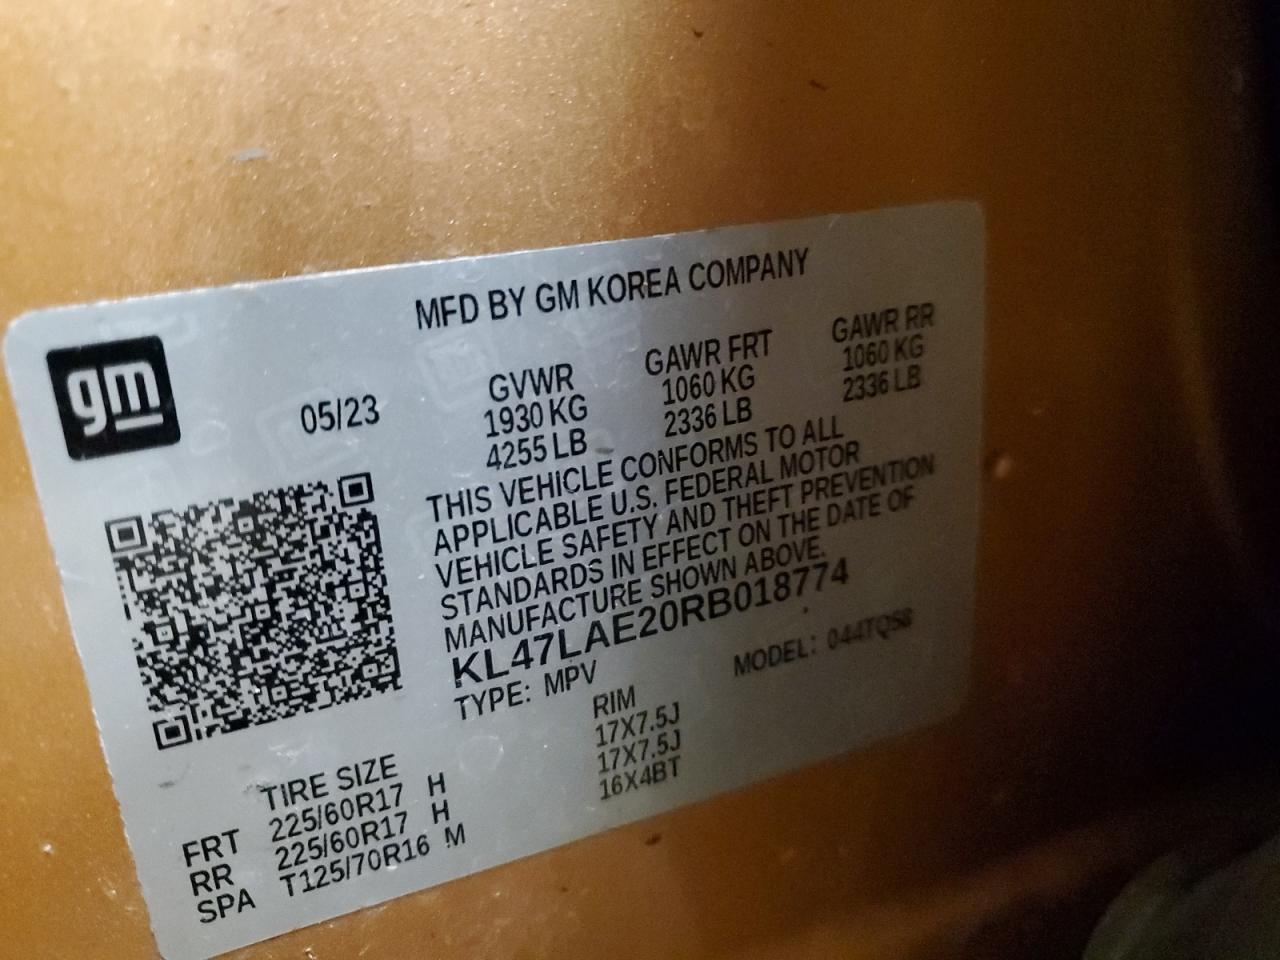 MFD BY GM KOREA COMPANY
gm
05/23
GVWR GAWR FRT GAWR RR
1930 KG 1060 KG 1060 KG
4255 LB 2336 LB 2336 LB
THIS VEHICLE CONFORMS TO ALL
APPLICABLE U.S. FEDERAL MOTOR
VEHICLE SAFETY AND THEFT PREVENTION
STANDARDS IN EFFECT ON THE DATE OF
MANUFACTURE SHOWN ABOVE.
KL47LAE20RB018774
TYPE: MPV MODEL:
TIRE SIZE RIM
FRT 225/60R17 H 17X7.5J
RR 225/60R17 H 17X7.5J
SPA T125/70R16 M 16X4BT